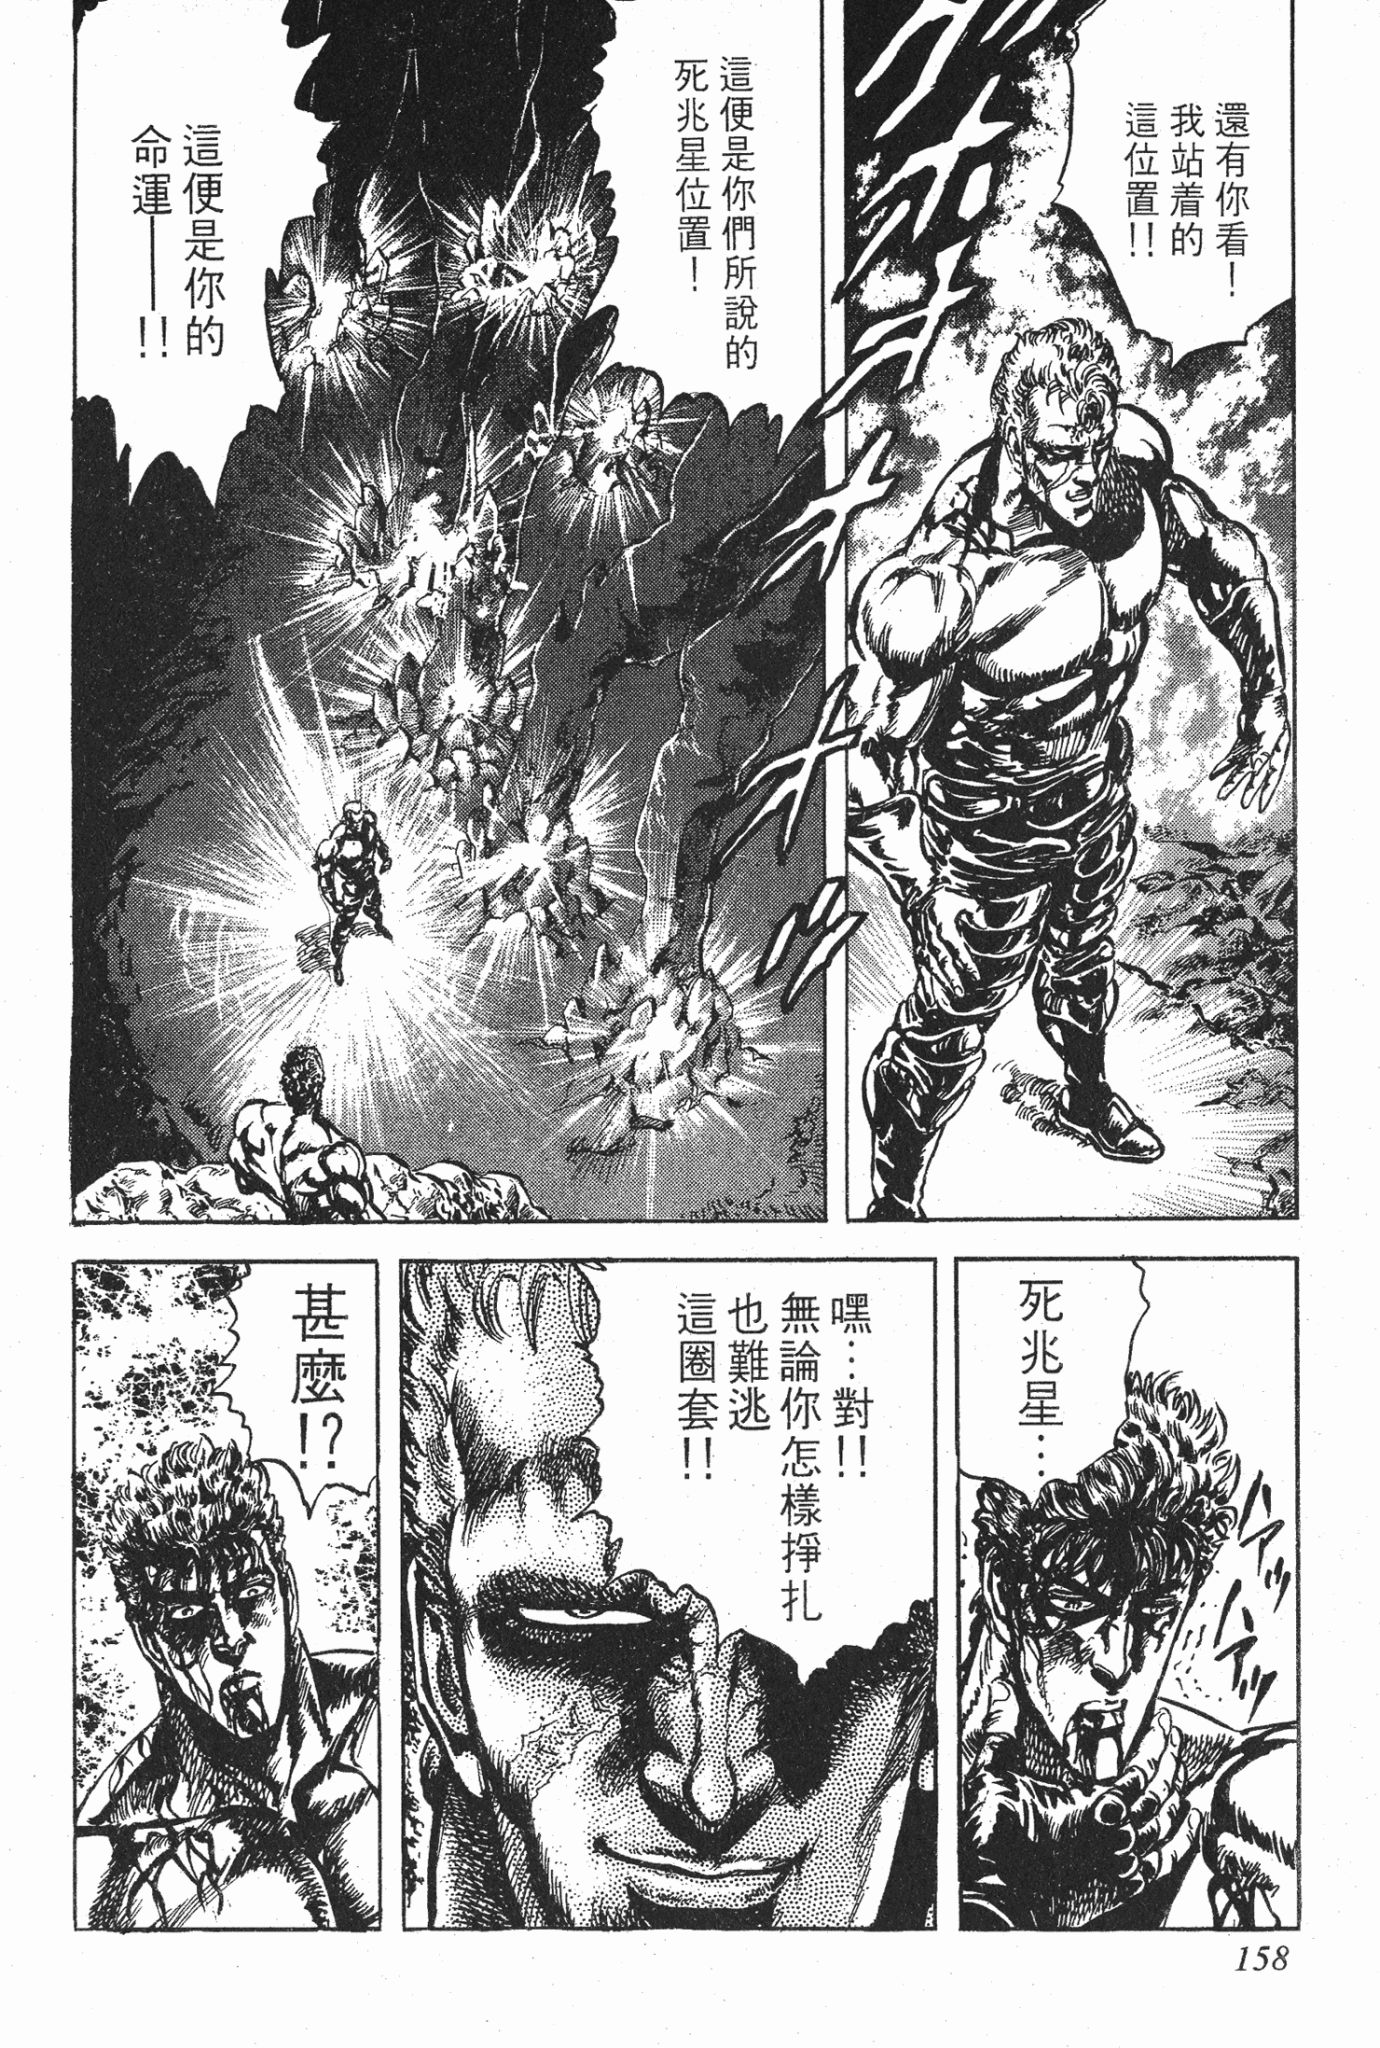 還有你看！
我站着的
這位置！！
這便是你們所說的
死兆星位置！
這便是你的
命運——！！
死兆星…
嘿…對！！
無論你怎樣掙扎
也難逃
這圈套！！
甚麼！？
158